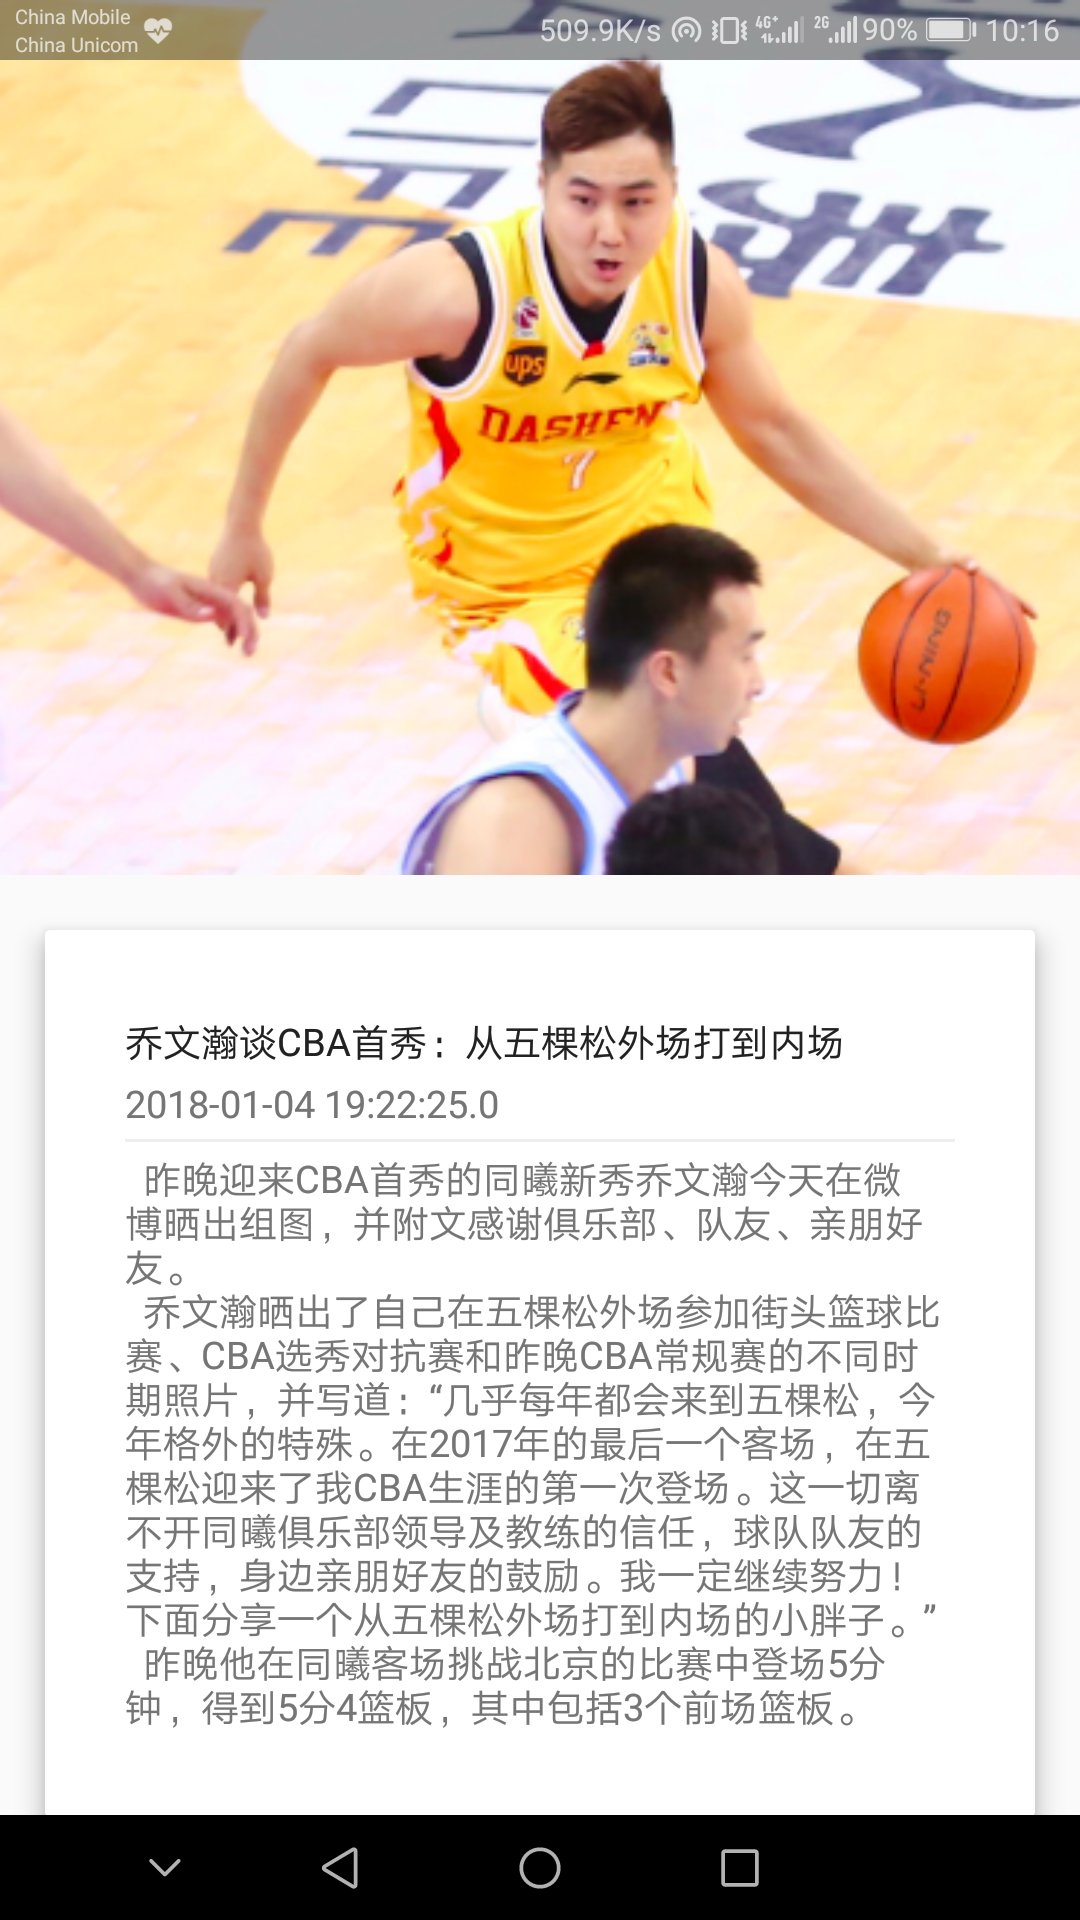 China Mobile
China Unicom
509.9K/s
4G+
2G
90%
10:16
ups
DASHEN
7
LI-NING
乔文瀚谈CBA首秀：从五棵松外场打到内场
2018-01-04 19:22:25.0
昨晚迎来CBA首秀的同曦新秀乔文瀚今天在微
博晒出组图，并附文感谢俱乐部、队友、亲朋好
友。
乔文瀚晒出了自己在五棵松外场参加街头篮球比
赛、CBA选秀对抗赛和昨晚CBA常规赛的不同时
期照片，并写道：“几乎每年都会来到五棵松，今
年格外的特殊。在2017年的最后一个客场，在五
棵松迎来了我CBA生涯的第一次登场。这一切离
不开同曦俱乐部领导及教练的信任，球队队友的
支持，身边亲朋好友的鼓励。我一定继续努力！
下面分享一个从五棵松外场打到内场的小胖子。”
昨晚他在同曦客场挑战北京的比赛中登场5分
钟，得到5分4篮板，其中包括3个前场篮板。